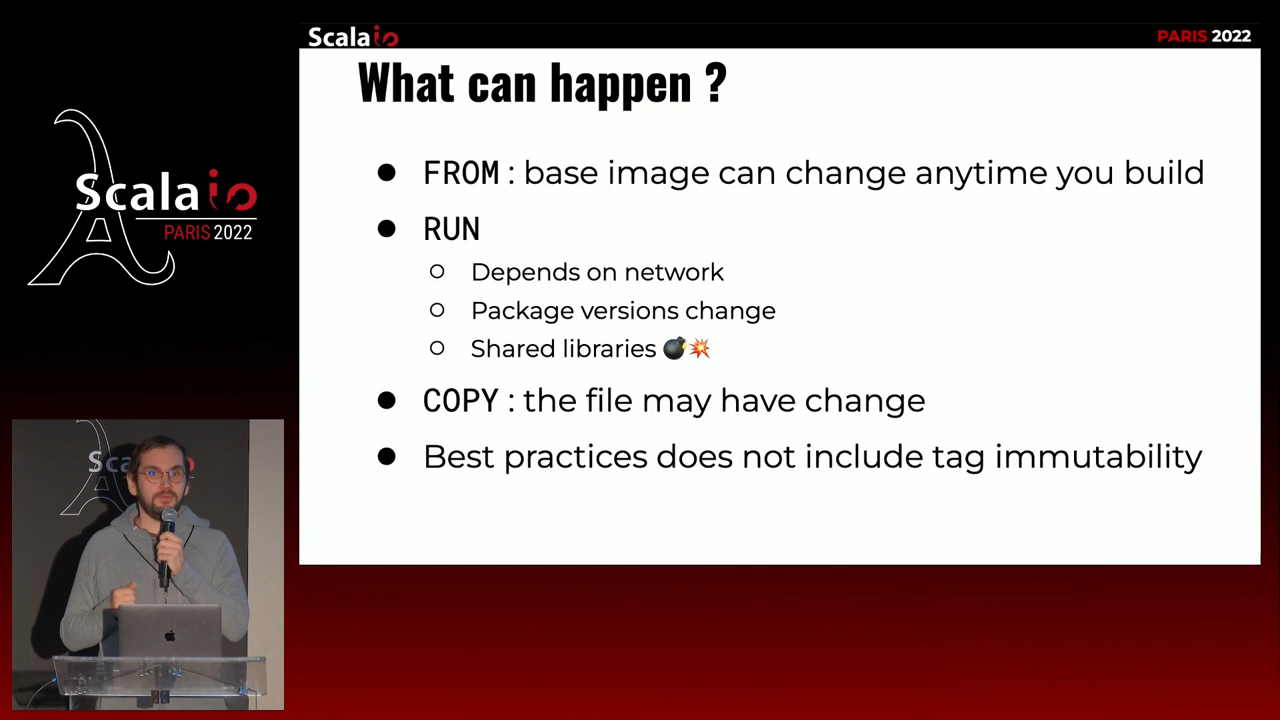 Scalaio
PARIS 2022
What can happen ?
● FROM : base image can change anytime you build
● RUN
○ Depends on network
○ Package versions change
○ Shared libraries 💣💥
● COPY : the file may have change
● Best practices does not include tag immutability
Scalaio
PARIS 2022
Sca